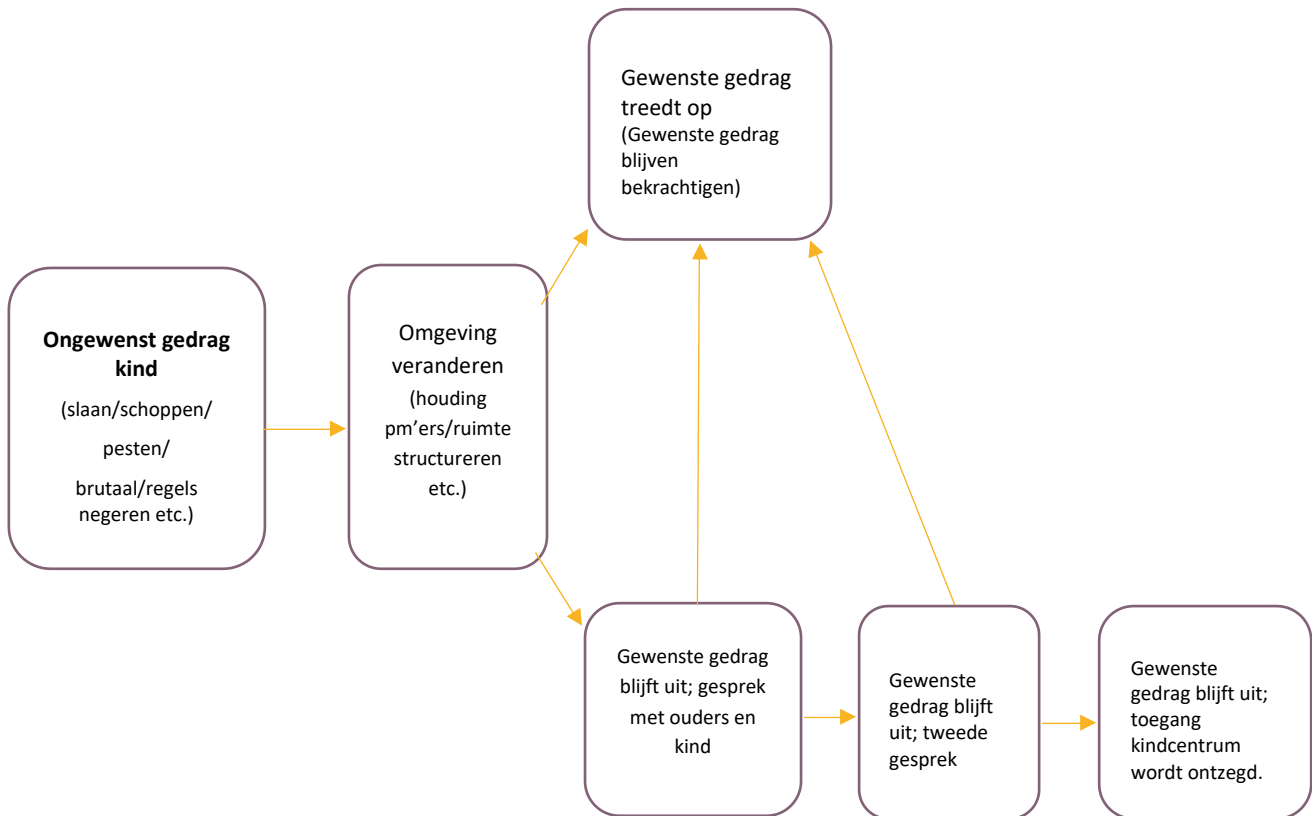 Gewenste gedrag
treedt op
(Gewenste gedrag
blijven
bekrachtigen)
Ongewenst gedrag
kind
(slaan/schoppen/
pesten/
brutaal/regels
negeren etc.)
Omgeving
veranderen
(houding
pm’ers/ruimte
structureren
etc.)
Gewenste gedrag
blijft uit; gesprek
met ouders en
kind
Gewenste
gedrag blijft
uit; tweede
gesprek
Gewenste
gedrag blijft uit;
toegang
kindcentrum
wordt ontzegd.